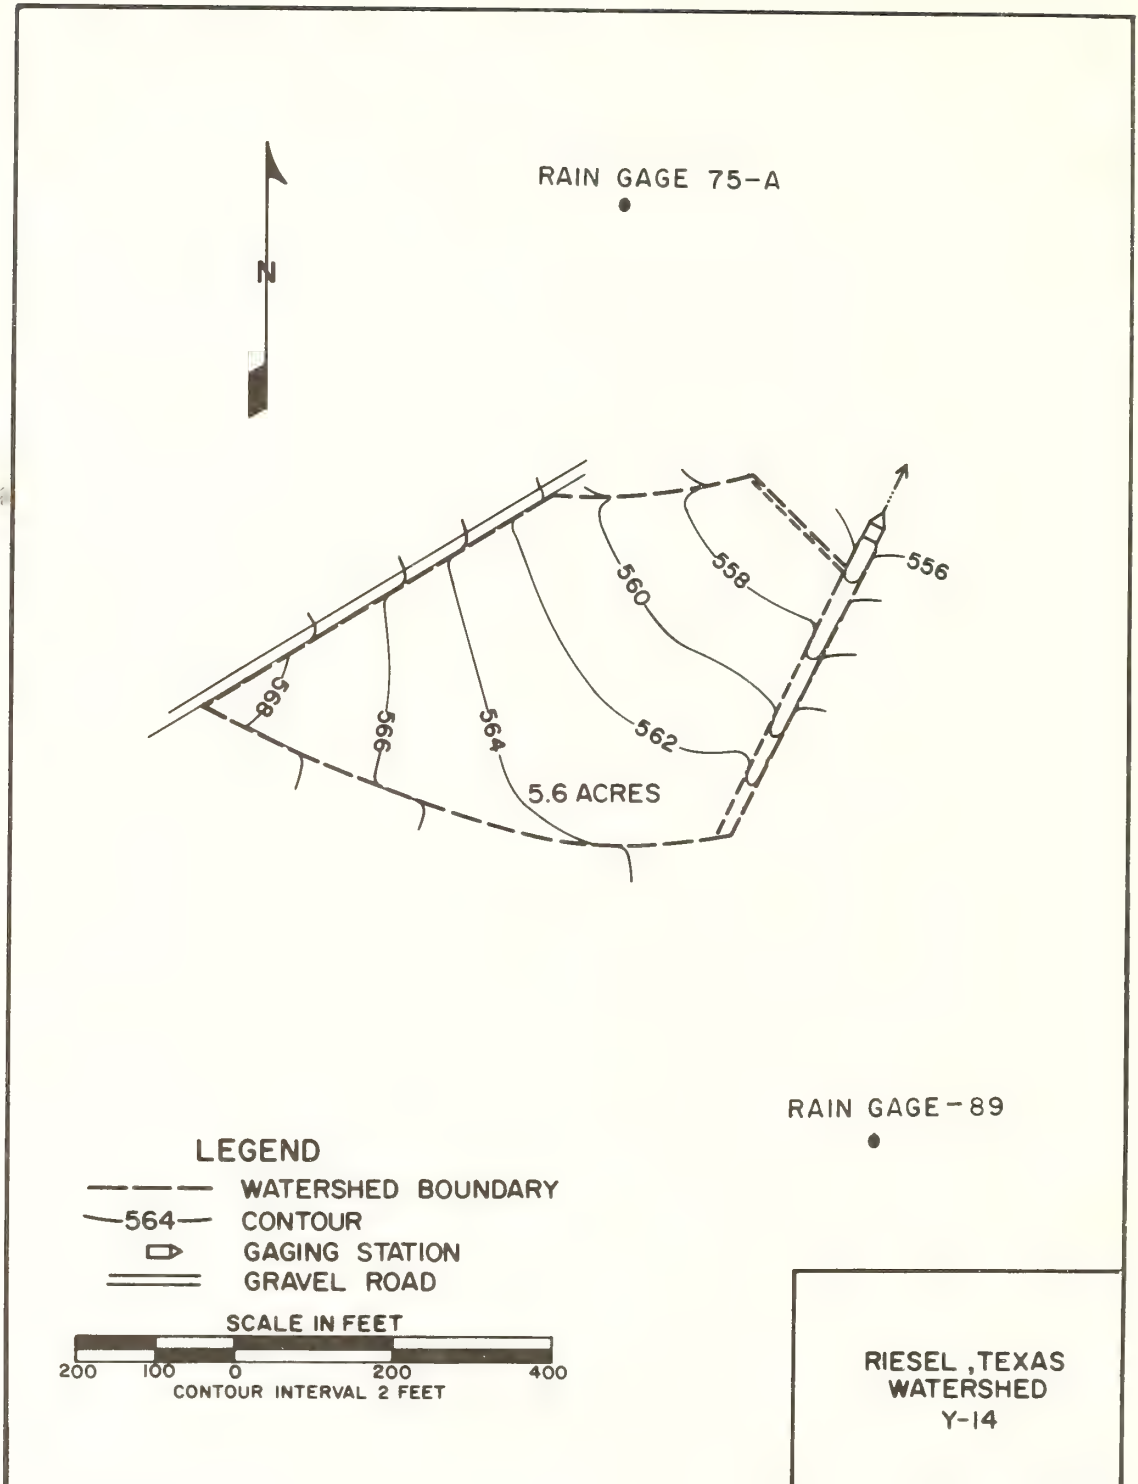 RAIN GAGE 75-A
N
556
558
560
562
564
566
568
5.6 ACRES
RAIN GAGE-89
LEGEND
WATERSHED BOUNDARY
564 CONTOUR
GAGING STATION
GRAVEL ROAD
SCALE IN FEET
200 100 0 200 400
CONTOUR INTERVAL 2 FEET
RIESEL, TEXAS
WATERSHED
Y-14